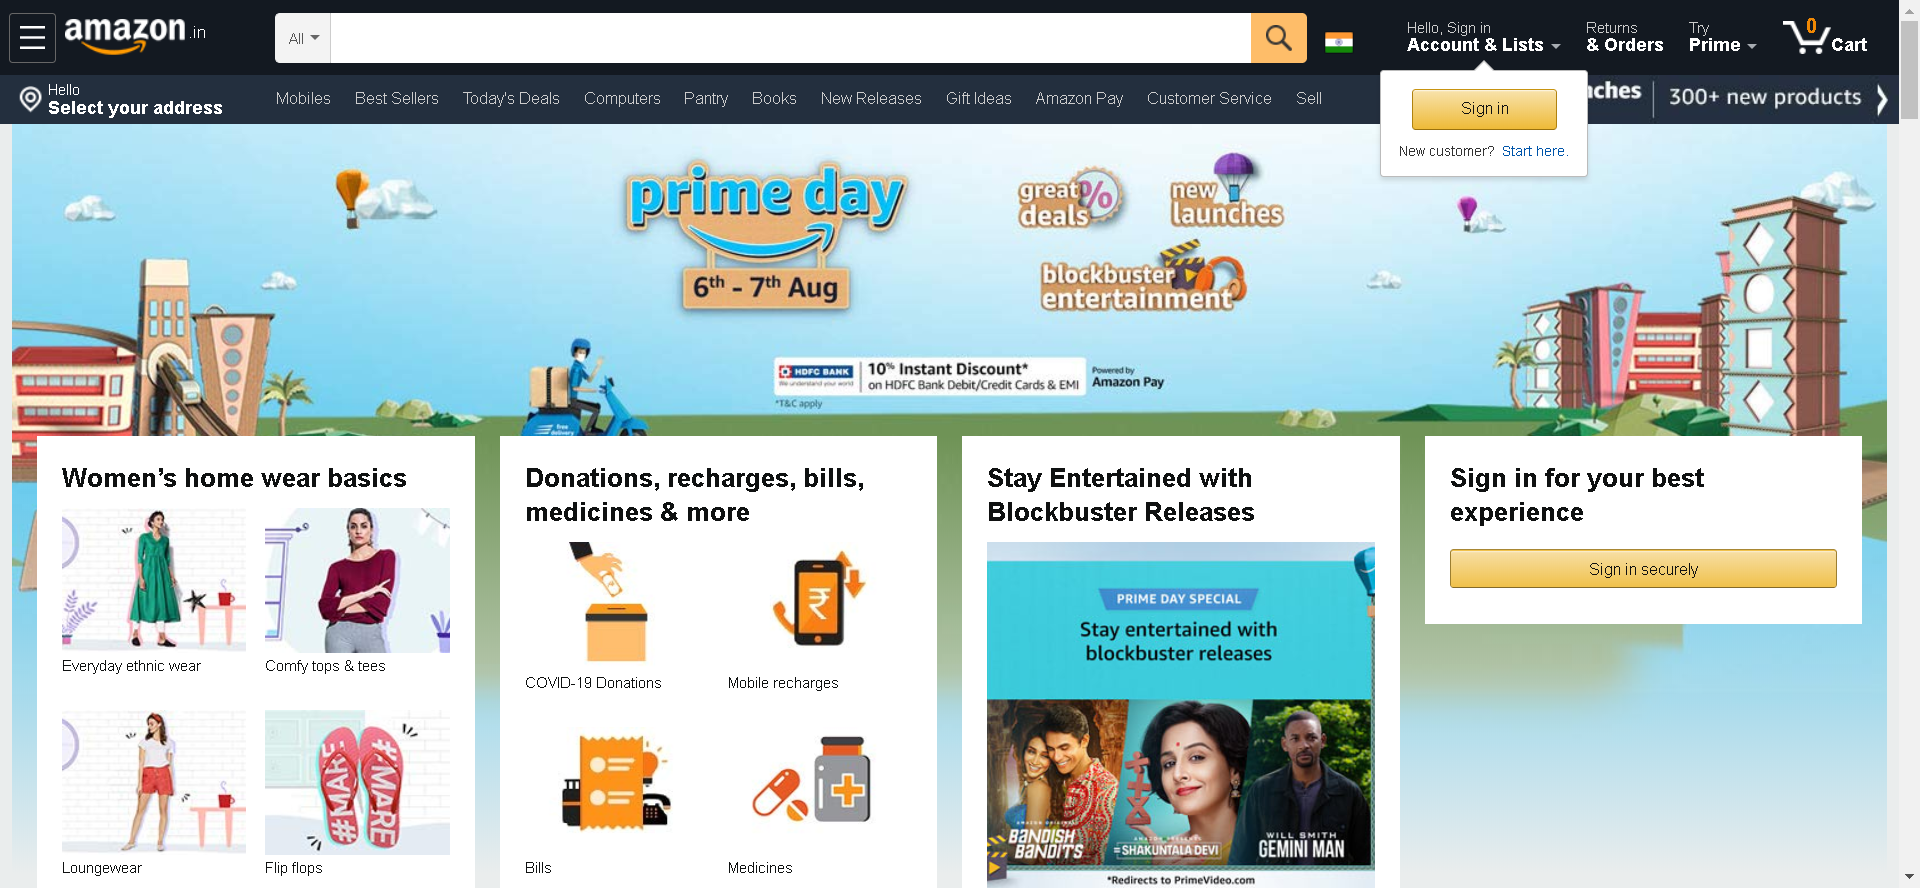 amazon.in
All
Hello, Sign in
Account & Lists
Returns
& Orders
Try
Prime
0
Cart
Hello
Select your address
Mobiles
Best Sellers
Today's Deals
Computers
Pantry
Books
New Releases
Gift Ideas
Amazon Pay
Customer Service
Sell
300+ new products
Sign in
New customer? Start here.
prime day
6th - 7th Aug
great
deals
%
new
launches
blockbuster
entertainment
HDFC BANK
We understand your world
10% Instant Discount*
on HDFC Bank Debit/Credit Cards & EMI
Powered by
Amazon Pay
*T&C apply
free
delivery
Women's home wear basics
Everyday ethnic wear
Comfy tops & tees
#MARE
#MARE
Loungewear
Flip flops
Donations, recharges, bills,
medicines & more
COVID-19 Donations
Mobile recharges
Bills
Medicines
Stay Entertained with
Blockbuster Releases
PRIME DAY SPECIAL
Stay entertained with
blockbuster releases
BANDISH
BANDITS
SHAKUNTALA DEVI
WILL SMITH
GEMINI MAN
*Redirects to PrimeVideo.com
Sign in for your best
experience
Sign in securely